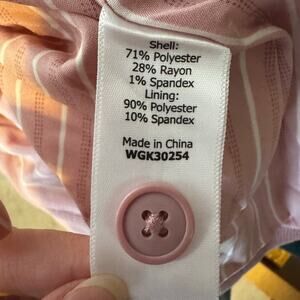 Shell:
71% Polyester
28% Rayon
1% Spandex
Lining:
90% Polyester
10% Spandex
Made in China
WGK30254